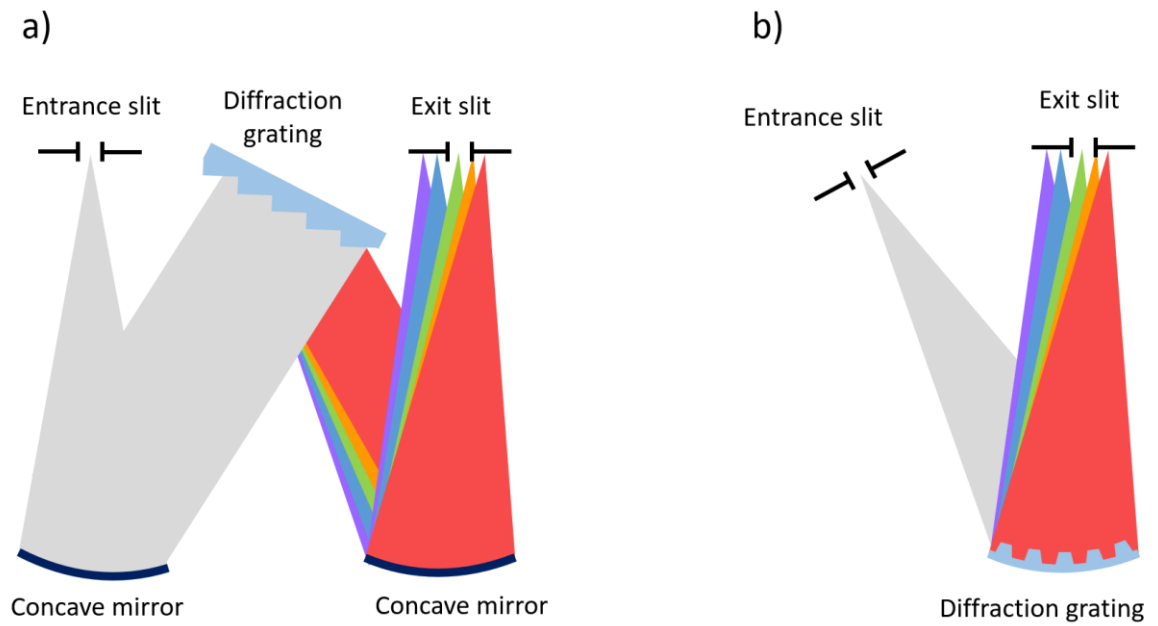 a)
b)
Entrance slit
Diffraction
grating
Exit slit
Entrance slit
Exit slit
Concave mirror
Concave mirror
Diffraction grating